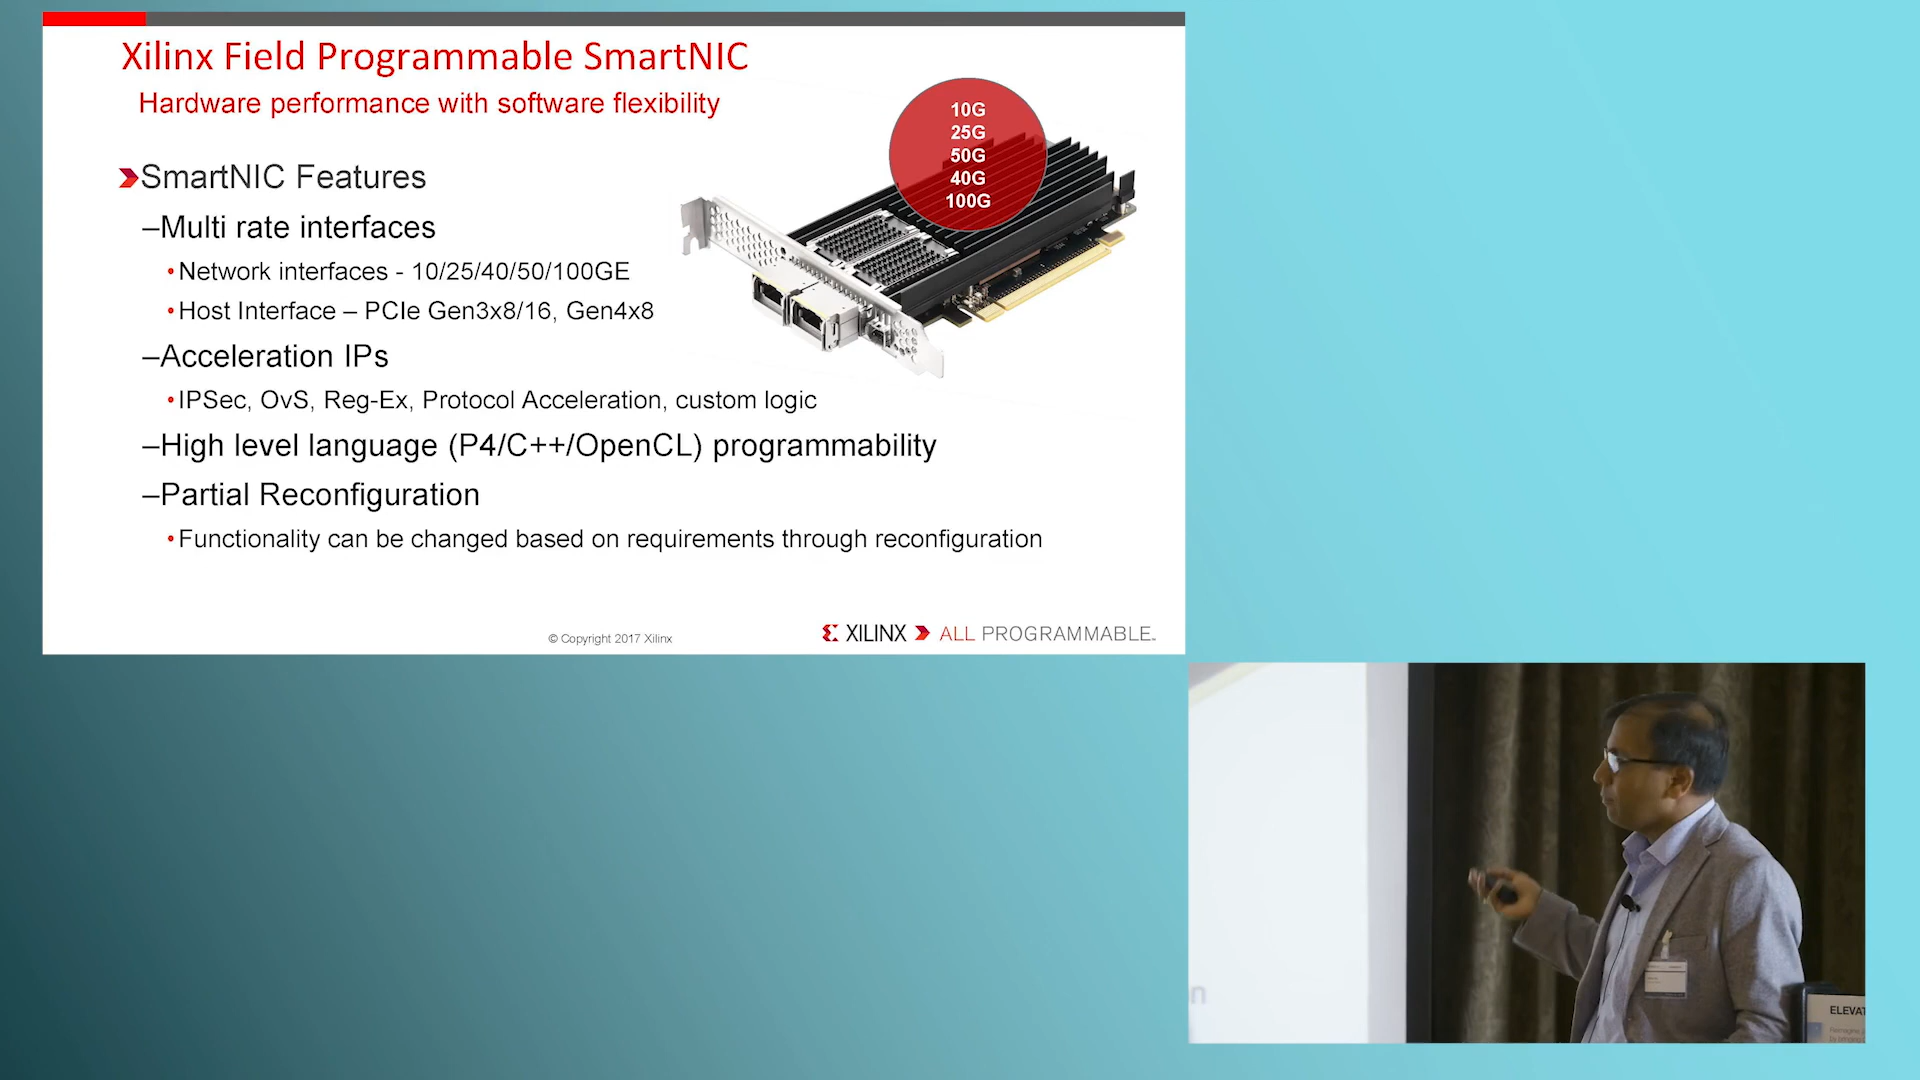 Xilinx Field Programmable SmartNIC
Hardware performance with software flexibility
10G
25G
50G
40G
100G
SmartNIC Features
–Multi rate interfaces
•Network interfaces - 10/25/40/50/100GE
•Host Interface – PCIe Gen3x8/16, Gen4x8
–Acceleration IPs
•IPSec, OvS, Reg-Ex, Protocol Acceleration, custom logic
–High level language (P4/C++/OpenCL) programmability
–Partial Reconfiguration
•Functionality can be changed based on requirements through reconfiguration
© Copyright 2017 Xilinx
XILINX ALL PROGRAMMABLE.
n
ELEVAT